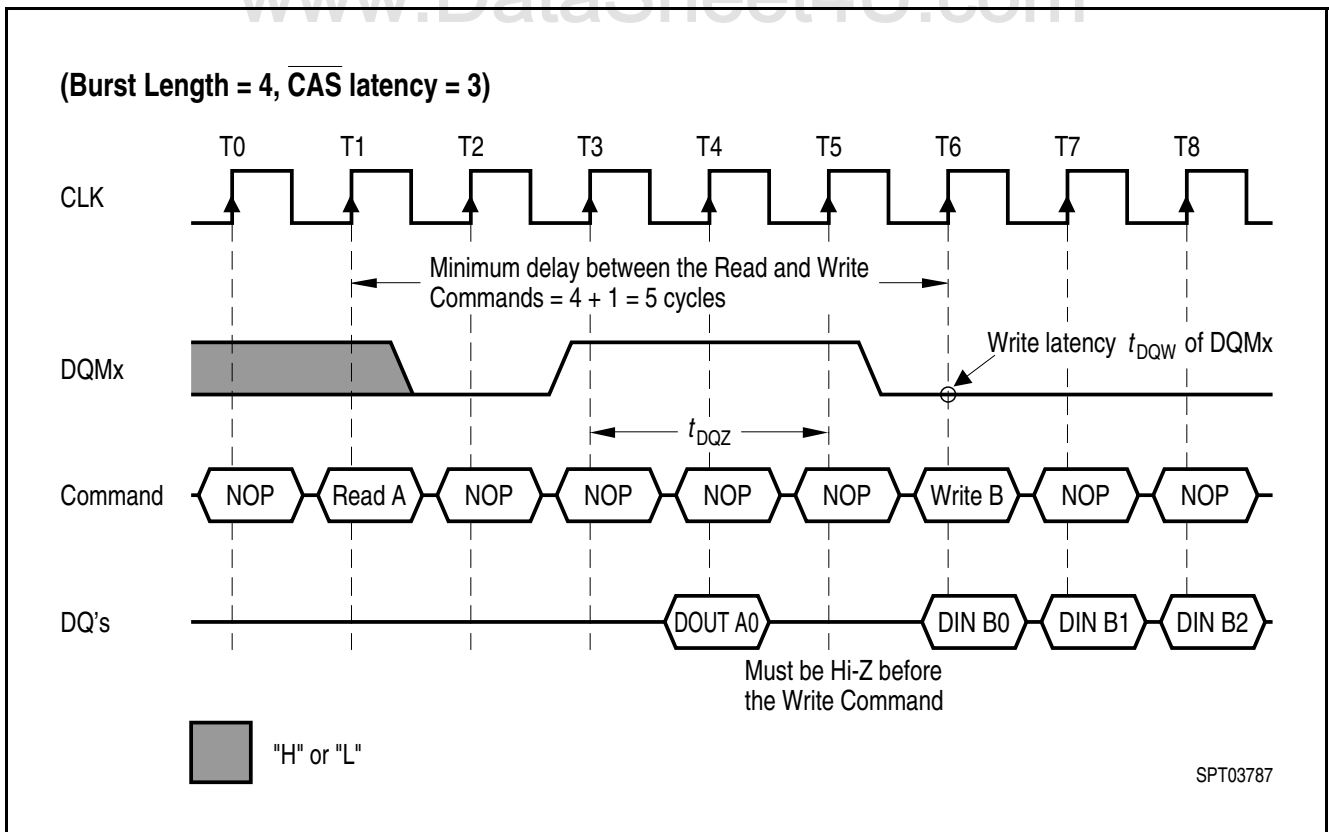 www.DataSheet4U.com
(Burst Length = 4, CAS latency = 3)
T0 T1 T2 T3 T4 T5 T6 T7 T8
CLK
Minimum delay between the Read and Write
Commands = 4 + 1 = 5 cycles
Write latency tDQW of DQMx
DQMx
tDQZ
Command NOP Read A NOP NOP NOP NOP Write B NOP NOP
DQ's DOUT A0 DIN B0 DIN B1 DIN B2
Must be Hi-Z before
the Write Command
"H" or "L"
SPT03787